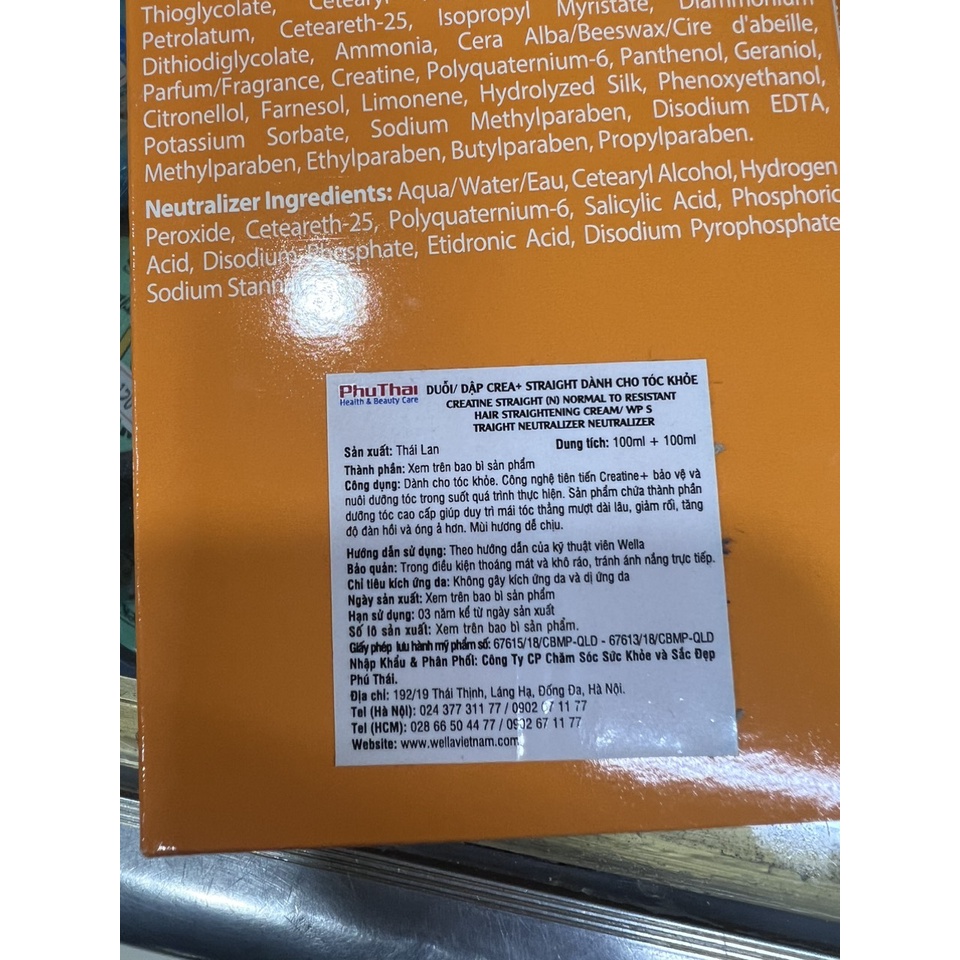 Thioglycolate,
Petrolatum, Ceteareth-25, Isopropyl Myristate, Diammonium
Dithiodiglycolate, Ammonia, Cera Alba/Beeswax/Cire d'abeille,
Parfum/Fragrance, Creatine, Polyquaternium-6, Panthenol, Geraniol,
Citronellol, Farnesol, Limonene, Hydrolyzed Silk, Phenoxyethanol,
Potassium Sorbate, Sodium Methylparaben, Disodium EDTA,
Methylparaben, Ethylparaben, Butylparaben, Propylparaben.
Neutralizer Ingredients: Aqua/Water/Eau, Cetearyl Alcohol, Hydrogen
Peroxide, Ceteareth-25, Polyquaternium-6, Salicylic Acid, Phosphoric
Acid, Disodium Phosphate, Etidronic Acid, Disodium Pyrophosphate
Sodium
PhuThai
Health & Beauty Care
DUỖI/ DẬP CREA+ STRAIGHT DÀNH CHO TÓC KHỎE
CREATINE STRAIGHT (N) NORMAL TO RESISTANT
HAIR STRAIGHTENING CREAM/ WP S
TRAIGHT NEUTRALIZER NEUTRALIZER
Sản xuất: Thái Lan Dung tích: 100ml + 100ml
Thành phần: Xem trên bao bì sản phẩm
Công dụng: Dành cho tóc khỏe. Công nghệ tiên tiến Creatine+ bảo vệ và
nuôi dưỡng tóc trong suốt quá trình thực hiện. Sản phẩm chứa thành phần
dưỡng tóc cao cấp giúp duy trì mái tóc thẳng mượt dài lâu, giảm rối, tăng
độ đàn hồi và óng ả hơn. Mùi hương dễ chịu.
Hướng dẫn sử dụng: Theo hướng dẫn của kỹ thuật viên Wella
Bảo quản: Trong điều kiện thoáng mát và khô ráo, tránh ánh nắng trực tiếp.
Chỉ tiêu kích ứng da: Không gây kích ứng da và dị ứng da
Ngày sản xuất: Xem trên bao bì sản phẩm
Hạn sử dụng: 03 năm kể từ ngày sản xuất
Số lô sản xuất: Xem trên bao bì sản phẩm.
Giấy phép lưu hành mỹ phẩm số: 67615/18/CBMP-QLD - 67613/18/CBMP-QLD
Nhập Khẩu & Phân Phối: Công Ty CP Chăm Sóc Sức Khỏe và Sắc Đẹp
Phú Thái.
Địa chỉ: 192/19 Thái Thịnh, Láng Hạ, Đống Đa, Hà Nội.
Tel (Hà Nội): 024 377 311 77 / 0902 67 11 77
Tel (HCM): 028 66 50 44 77 / 0902 67 11 77
Website: www.wellavietnam.com